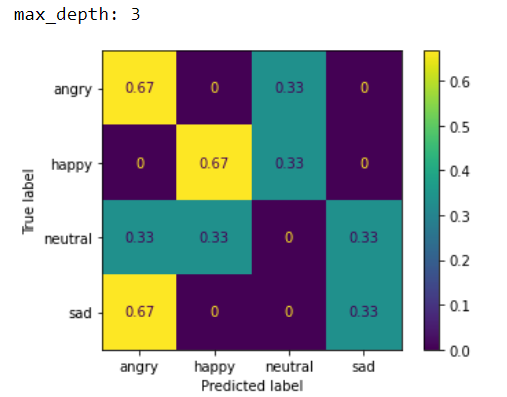 max_depth: 3
angry 0.67 0 0.33 0
happy 0 0.67 0.33 0
neutral 0.33 0.33 0 0.33
sad 0.67 0 0 0.33
angry happy neutral sad
Predicted label
True label
0.6
0.5
0.4
0.3
0.2
0.1
0.0